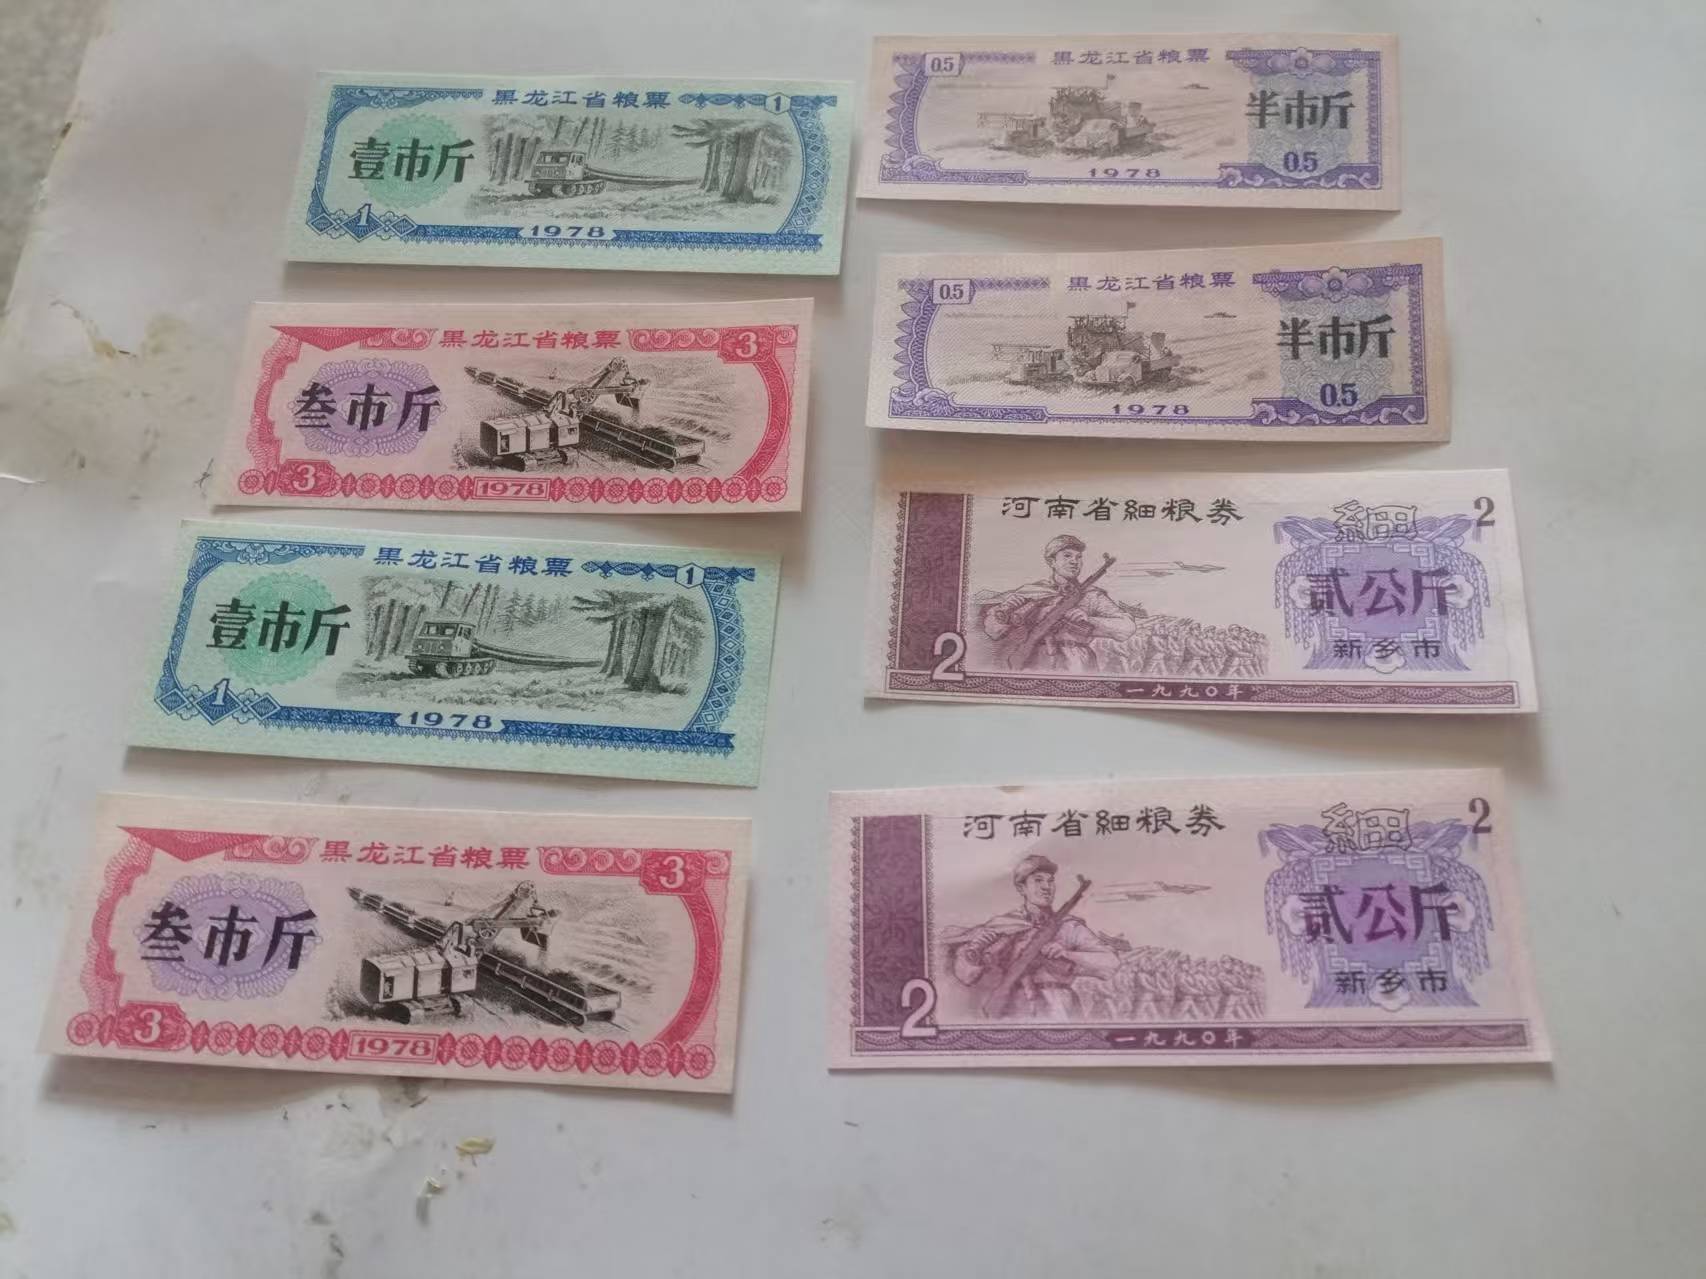 黑龙江省粮票
1
壹市斤
1
1978
黑龙江省粮票
3
叁市斤
3
1978
黑龙江省粮票
1
壹市斤
1
1978
黑龙江省粮票
3
叁市斤
3
1978
0.5
黑龙江省粮票
半市斤
0.5
1978
0.5
黑龙江省粮票
半市斤
0.5
1978
河南省細粮券
細
2
贰公斤
新乡市
2
一九九〇年
河南省細粮券
細
2
贰公斤
新乡市
2
一九九〇年